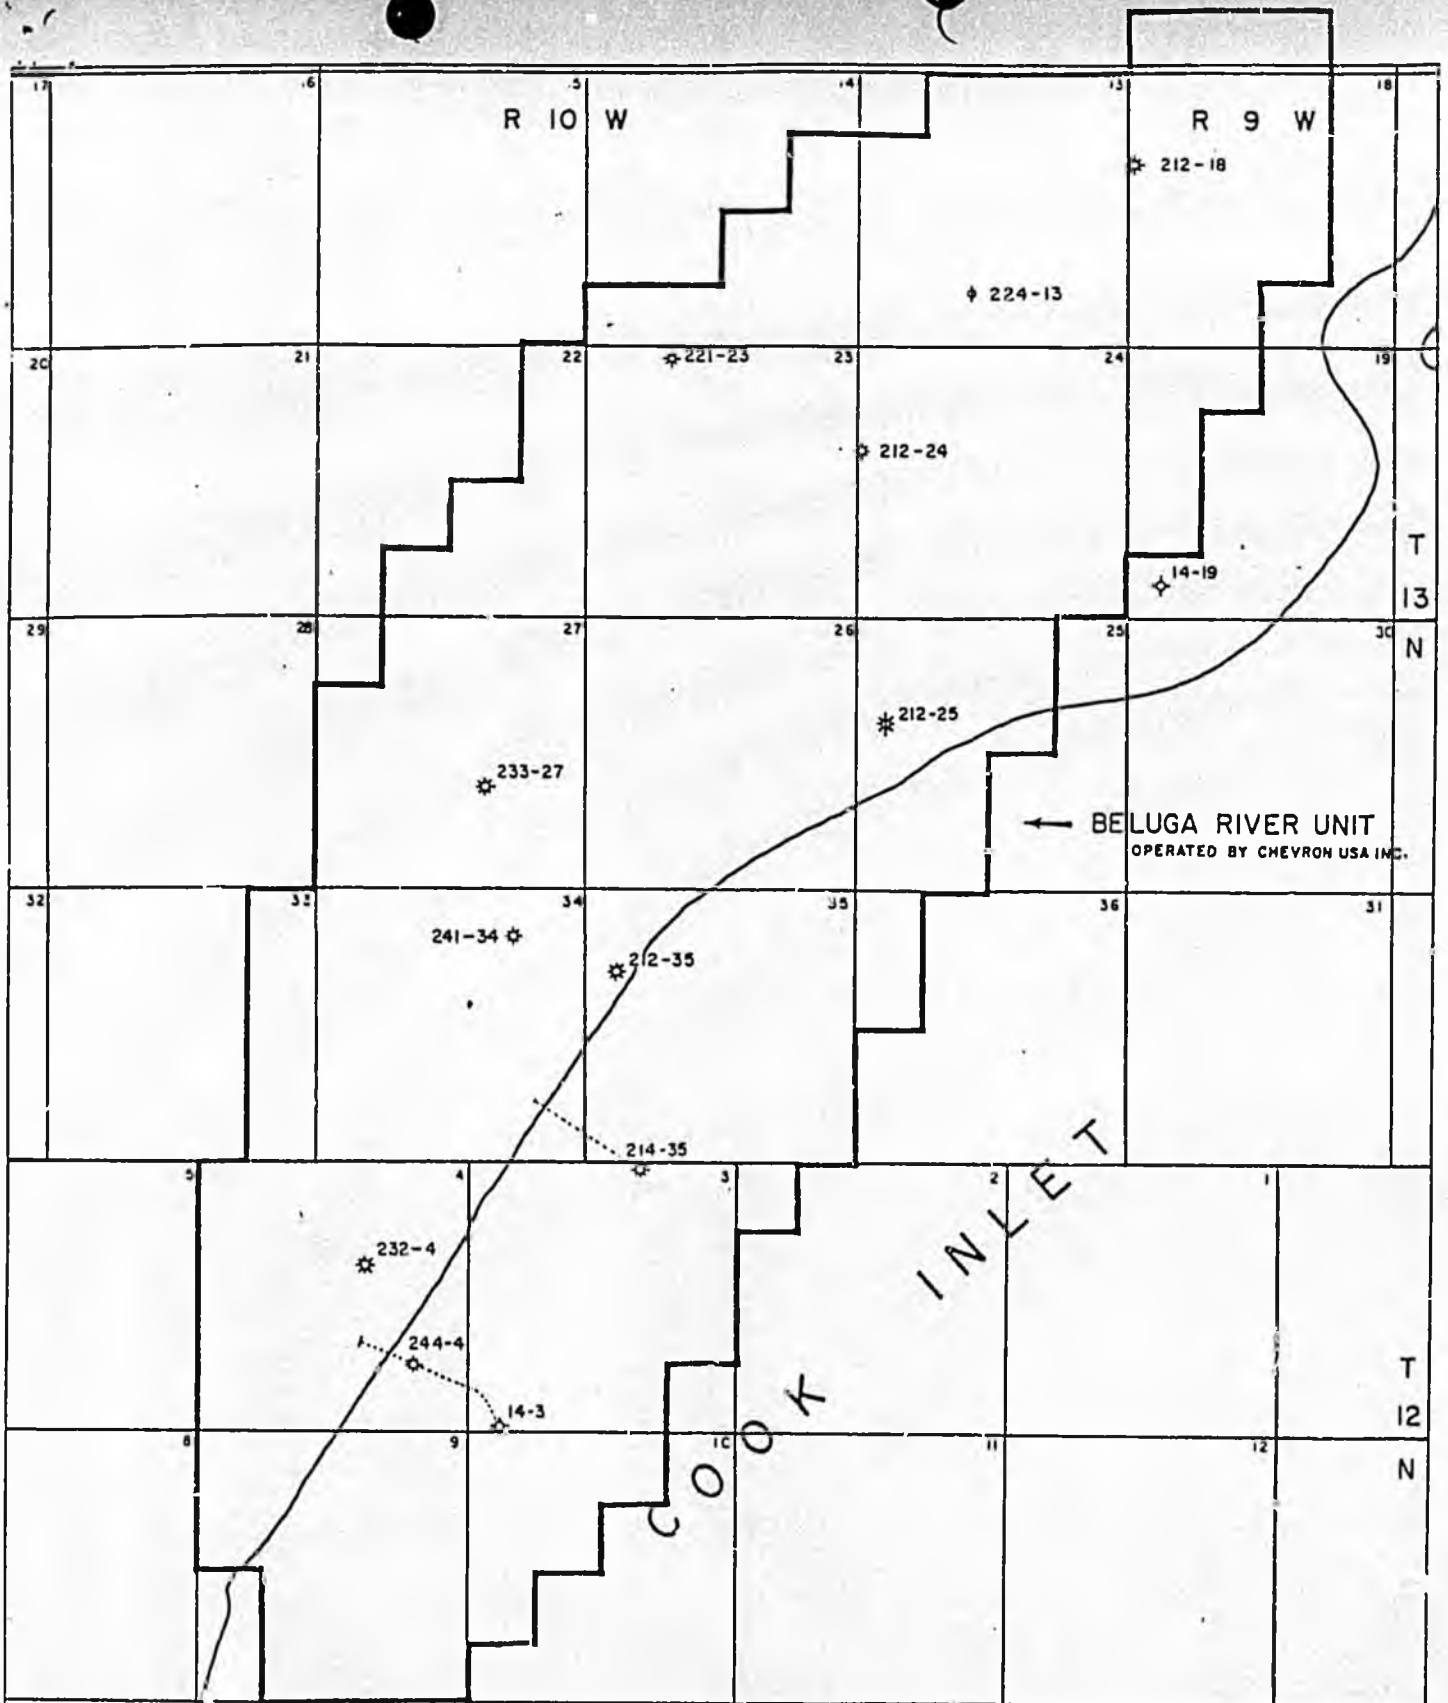 17 16 15 14 13 18
R 10 W R 9 W
212-18
224-13
20 21 22 221-23 23 24 19
212-24
T
14-19
13
29 28 27 26 25 30
N
212-25
233-27
BELUGA RIVER UNIT
OPERATED BY CHEVRON USA INC.
32 33 34 35 36 31
241-34
212-35
214-35
5 4 3 2 1
232-4
244-4
14-3
T
12
N
8 9 10 11 12
COOK INLET